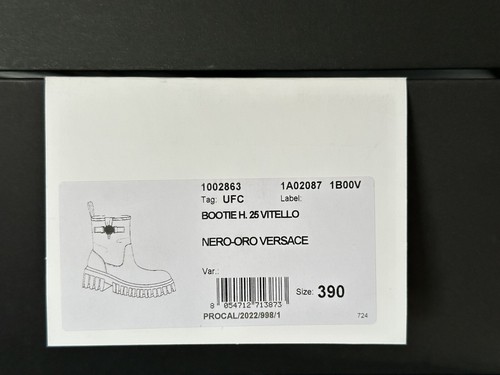 1002863 1A02087 1B00V
Tag: UFC Label:
BOOTIE H. 25 VITELLO
NERO-ORO VERSACE
Var.:
Size: 390
8 054712 713873
PROCAL/2022/998/1 724